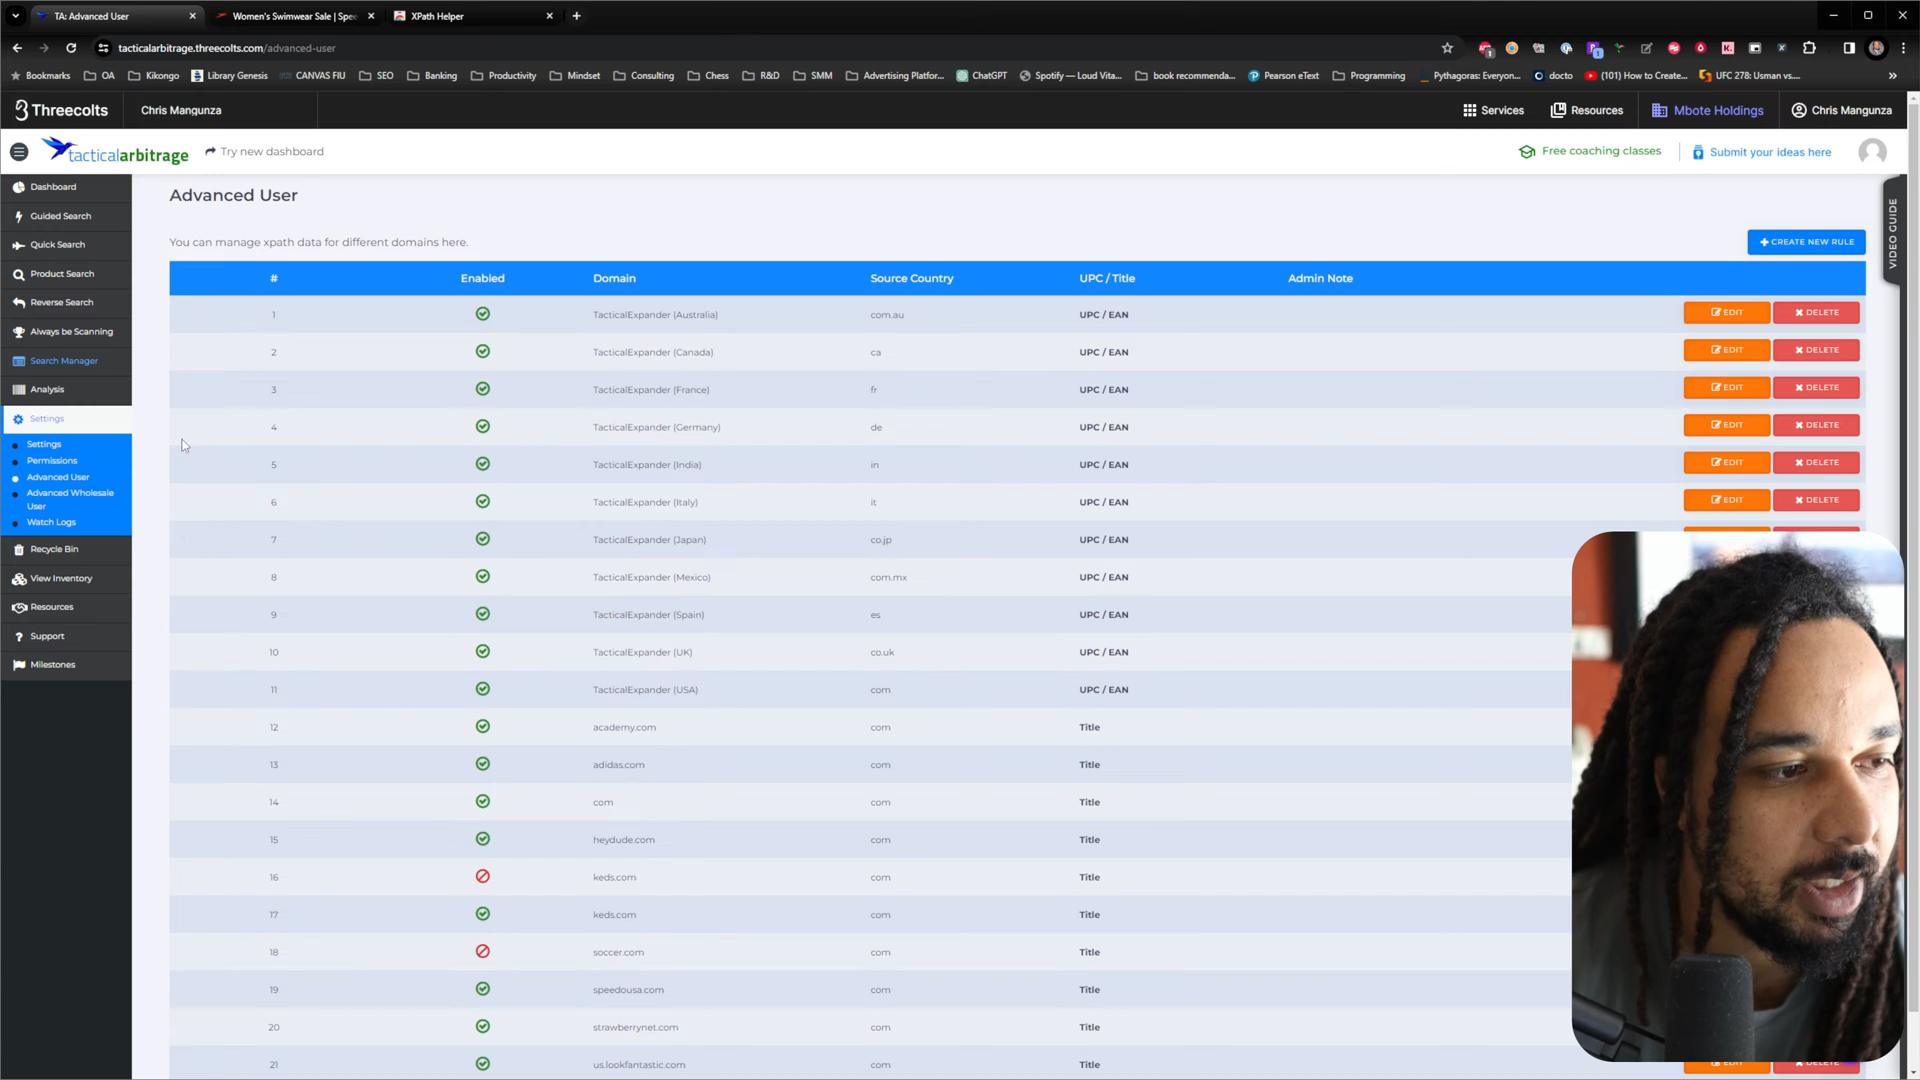 TA: Advanced User
Women's Swimwear Sale | Spee
XPath Helper
tacticalarbitrage.threecolts.com/advanced-user
Bookmarks
OA
Kikongo
Library Genesis
CANVAS FIU
SEO
Banking
Productivity
Mindset
Consulting
Chess
R&D
SMM
Advertising Platfor...
ChatGPT
Spotify — Loud Vita...
book recommenda...
Pearson eText
Programming
Pythagoras: Everyon...
docto
(101) How to Create...
UFC 278: Usman vs....
Threecolts
Chris Mangunza
Services
Resources
Mbote Holdings
Chris Mangunza
tacticalarbitrage
Try new dashboard
Free coaching classes
Submit your ideas here
Dashboard
Guided Search
Quick Search
Product Search
Reverse Search
Always be Scanning
Search Manager
Analysis
Settings
Settings
Permissions
Advanced User
Advanced Wholesale
User
Watch Logs
Recycle Bin
View Inventory
Resources
Support
Milestones
Advanced User
You can manage xpath data for different domains here.
CREATE NEW RULE
VIDEO GUIDE
# Enabled Domain Source Country UPC / Title Admin Note
1 TacticalExpander (Australia) com.au UPC / EAN EDIT DELETE
2 TacticalExpander (Canada) ca UPC / EAN EDIT DELETE
3 TacticalExpander (France) fr UPC / EAN EDIT DELETE
4 TacticalExpander (Germany) de UPC / EAN EDIT DELETE
5 TacticalExpander (India) in UPC / EAN EDIT DELETE
6 TacticalExpander (Italy) it UPC / EAN EDIT DELETE
7 TacticalExpander (Japan) co.jp UPC / EAN
8 TacticalExpander (Mexico) com.mx UPC / EAN
9 TacticalExpander (Spain) es UPC / EAN
10 TacticalExpander (UK) co.uk UPC / EAN
11 TacticalExpander (USA) com UPC / EAN
12 academy.com com Title
13 adidas.com com Title
14 com com Title
15 heydude.com com Title
16 keds.com com Title
17 keds.com com Title
18 soccer.com com Title
19 speedousa.com com Title
20 strawberrynet.com com Title
21 us.lookfantastic.com com Title